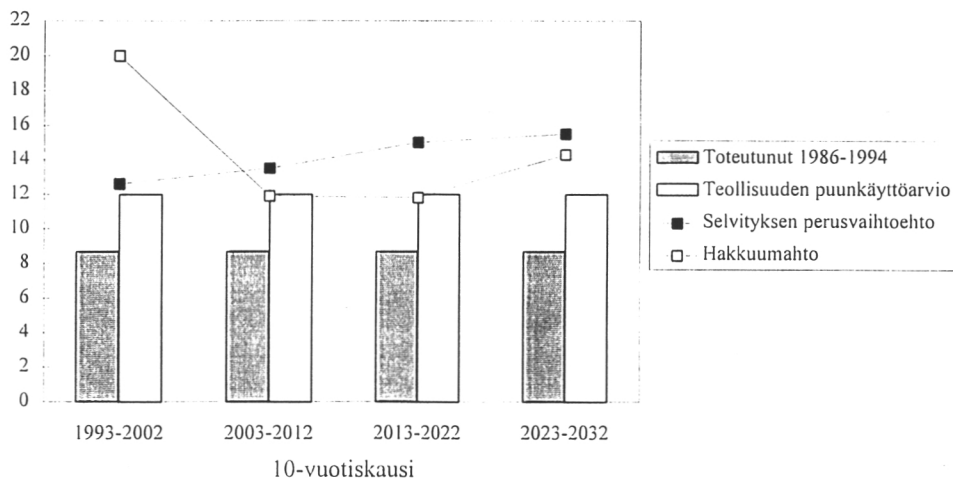 22
20
18
16
14
12
10
8
6
4
2
0
1993-2002 2003-2012 2013-2022 2023-2032
10-vuotiskausi
Toteutunut 1986-1994
Teollisuuden puunkäyttöarvio
Selvityksen perusvaihtoehto
Hakkuumahto